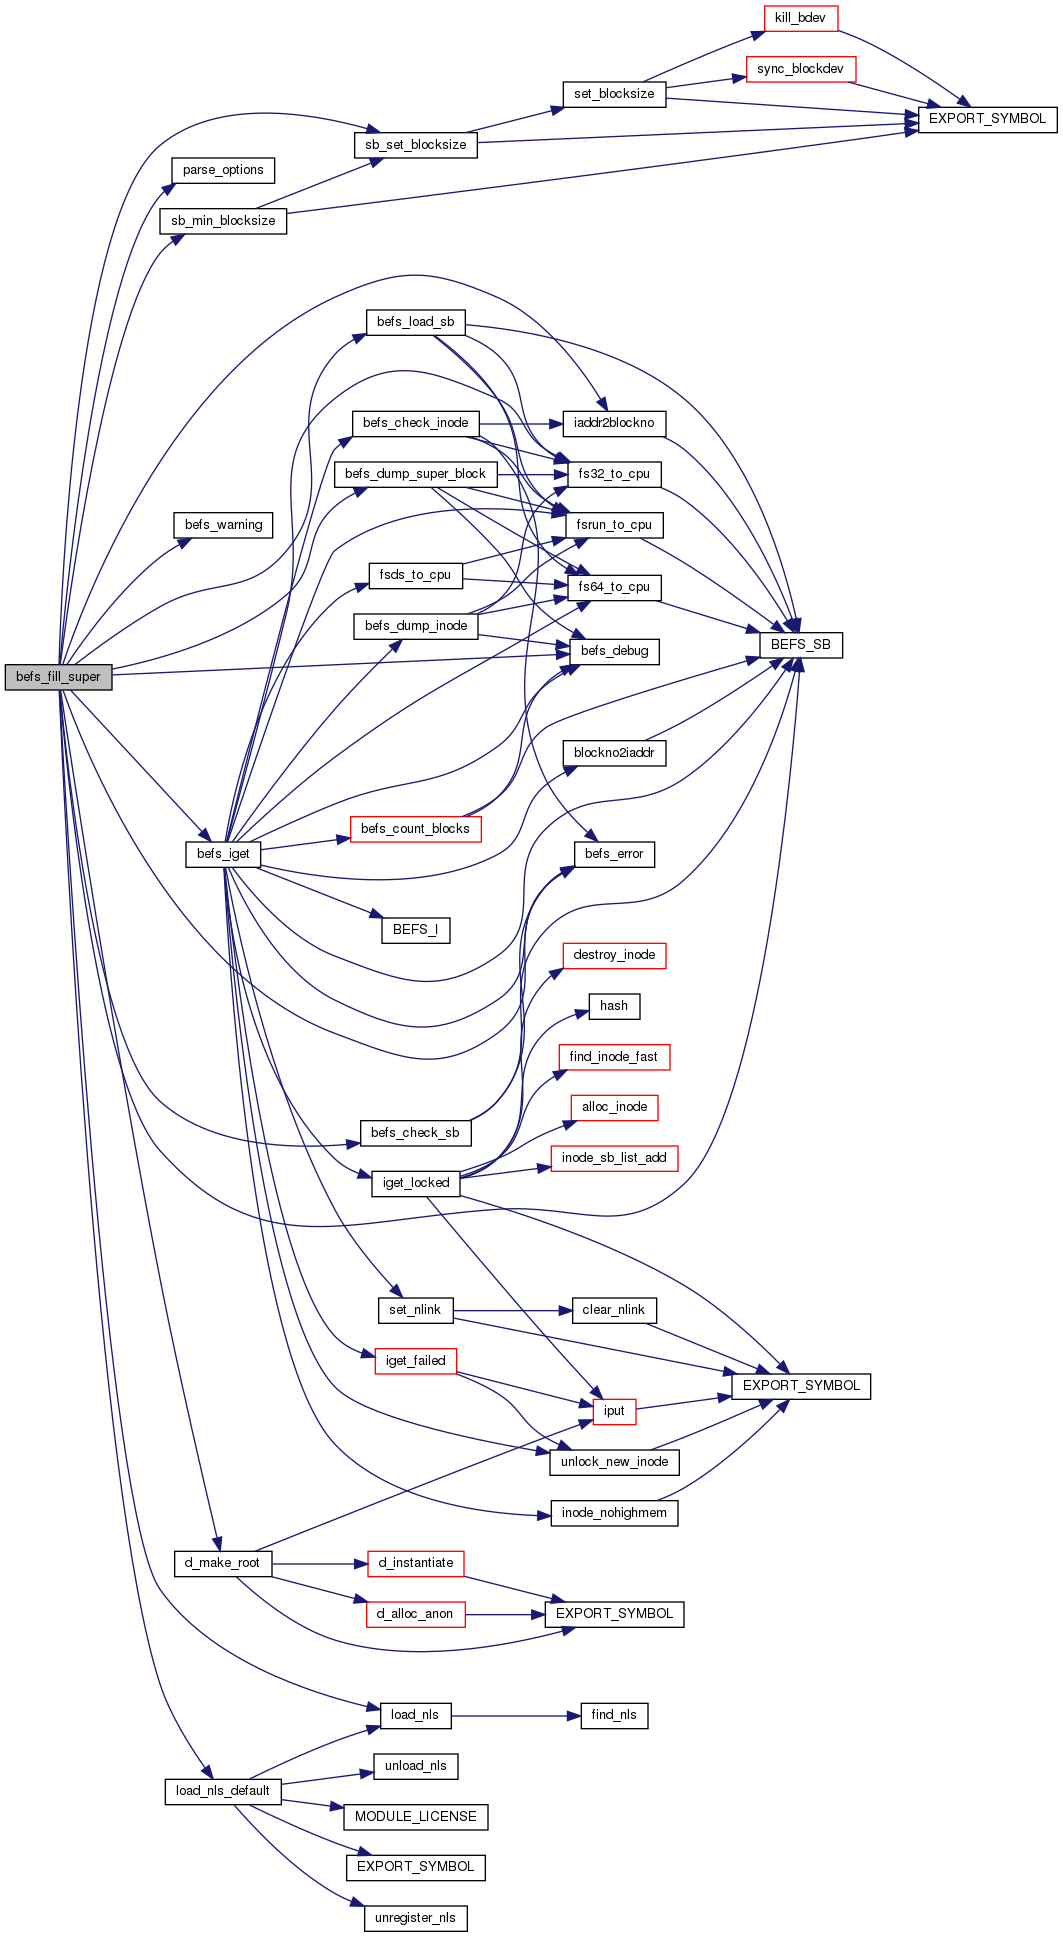 kill_bdev
sync_blockdev
set_blocksize
EXPORT_SYMBOL
sb_set_blocksize
parse_options
sb_min_blocksize
befs_load_sb
befs_check_inode
iaddr2blockno
befs_dump_super_block
fs32_to_cpu
befs_warning
fsrun_to_cpu
fsds_to_cpu
fs64_to_cpu
befs_dump_inode
befs_debug
BEFS_SB
befs_fill_super
blockno2iaddr
befs_count_blocks
befs_iget
befs_error
BEFS_I
destroy_inode
hash
find_inode_fast
alloc_inode
befs_check_sb
inode_sb_list_add
iget_locked
set_nlink
clear_nlink
iget_failed
EXPORT_SYMBOL
iput
unlock_new_inode
inode_nohighmem
d_make_root
d_instantiate
d_alloc_anon
EXPORT_SYMBOL
load_nls
find_nls
unload_nls
load_nls_default
MODULE_LICENSE
EXPORT_SYMBOL
unregister_nls